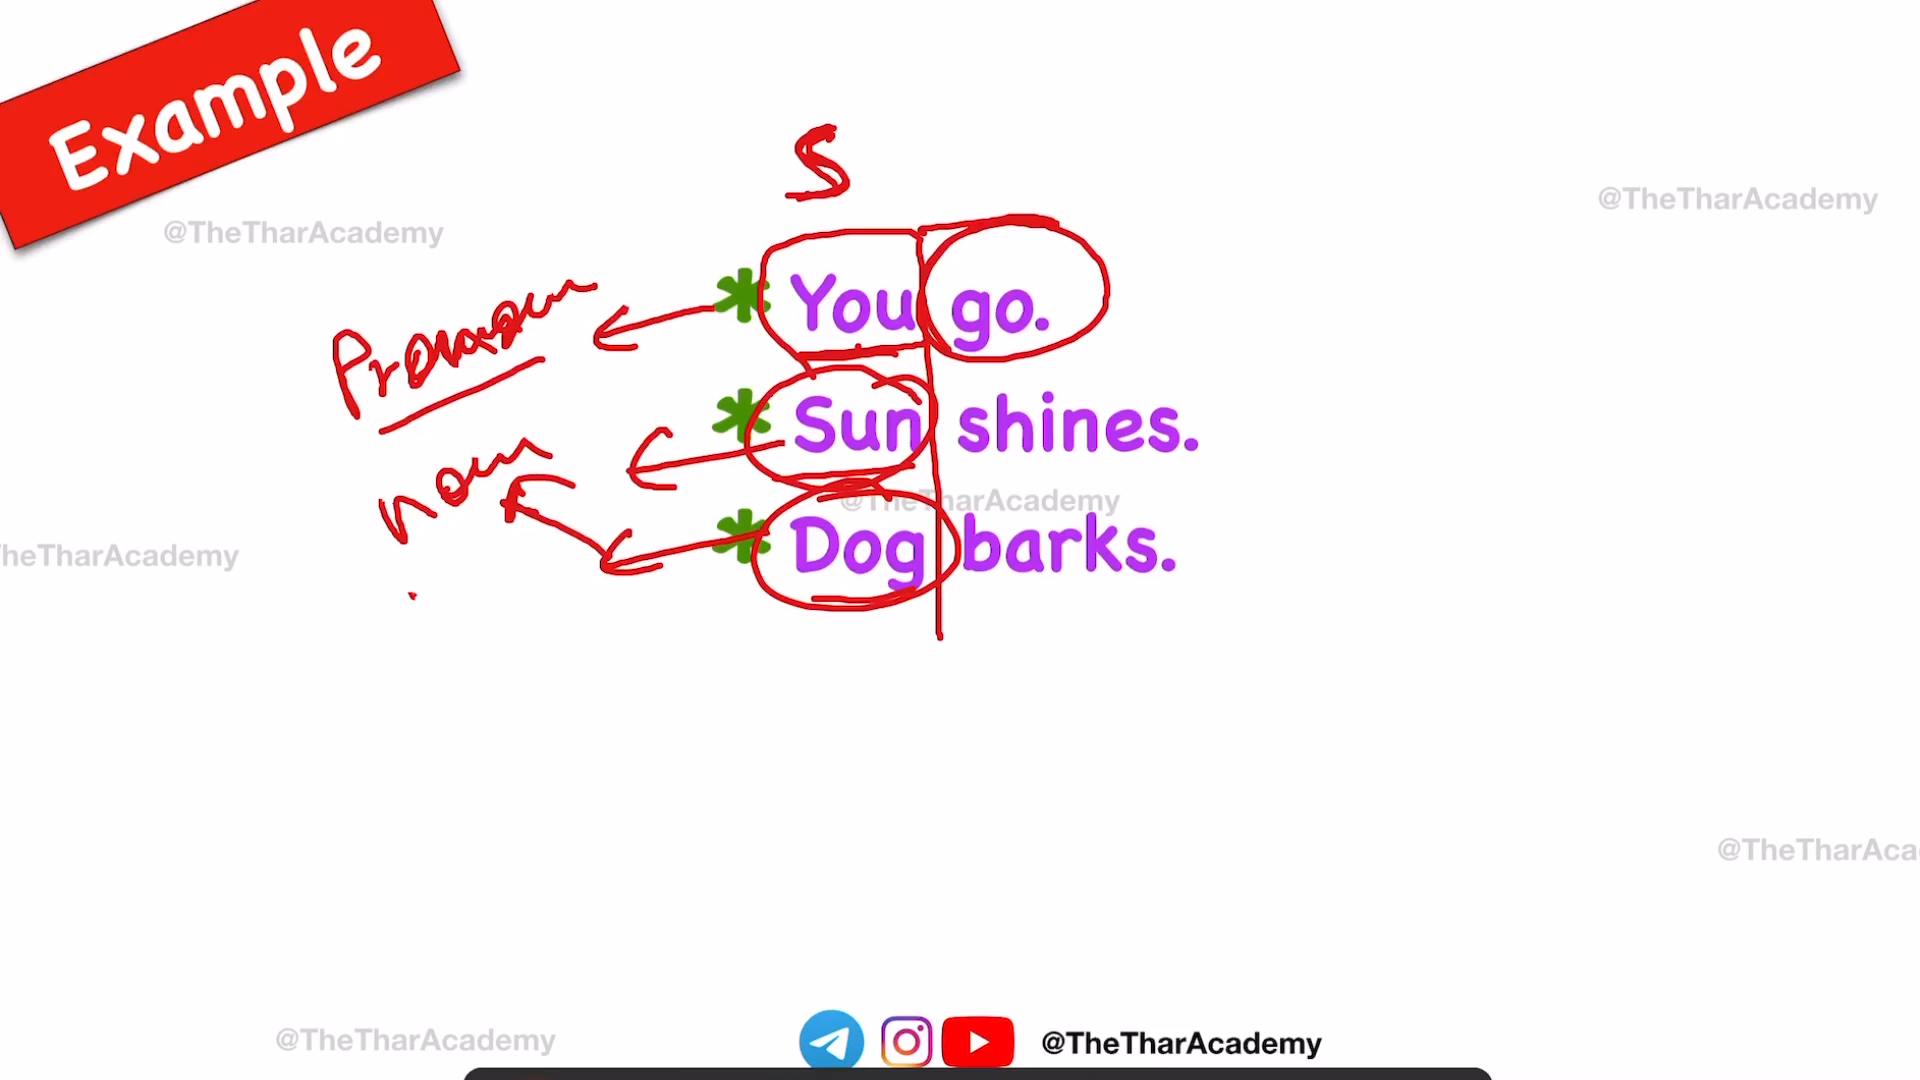 Example
S
@TheTharAcademy
@TheTharAcademy
Pronoun
* You go.
* Sun shines.
noun
@TheTharAcademy
* Dog barks.
heTharAcademy
@TheTharAca
@TheTharAcademy
@TheTharAcademy